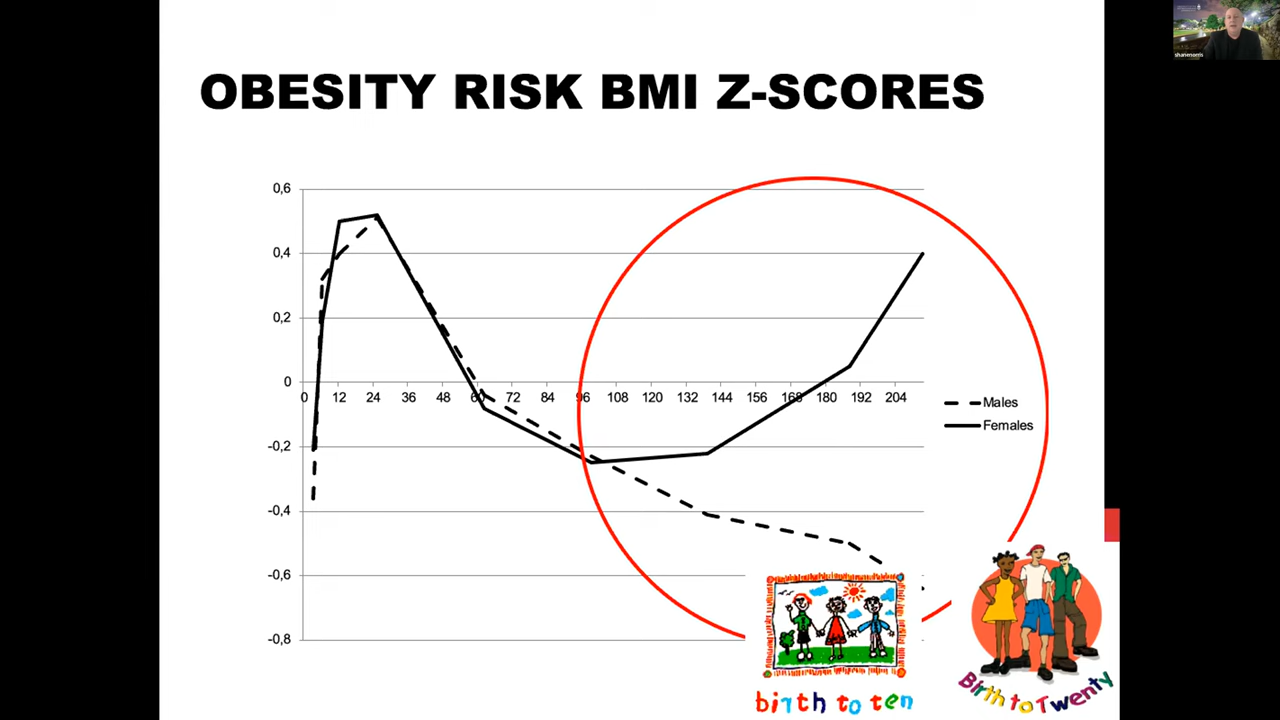 OBESITY RISK BMI Z-SCORES
0,6
0,4
0,2
0
-0,2
-0,4
-0,6
-0,8
0 12 24 36 48 60 72 84 96 108 120 132 144 156 168 180 192 204
Males
Females
birth to ten
Birth to Twenty
shanenorris